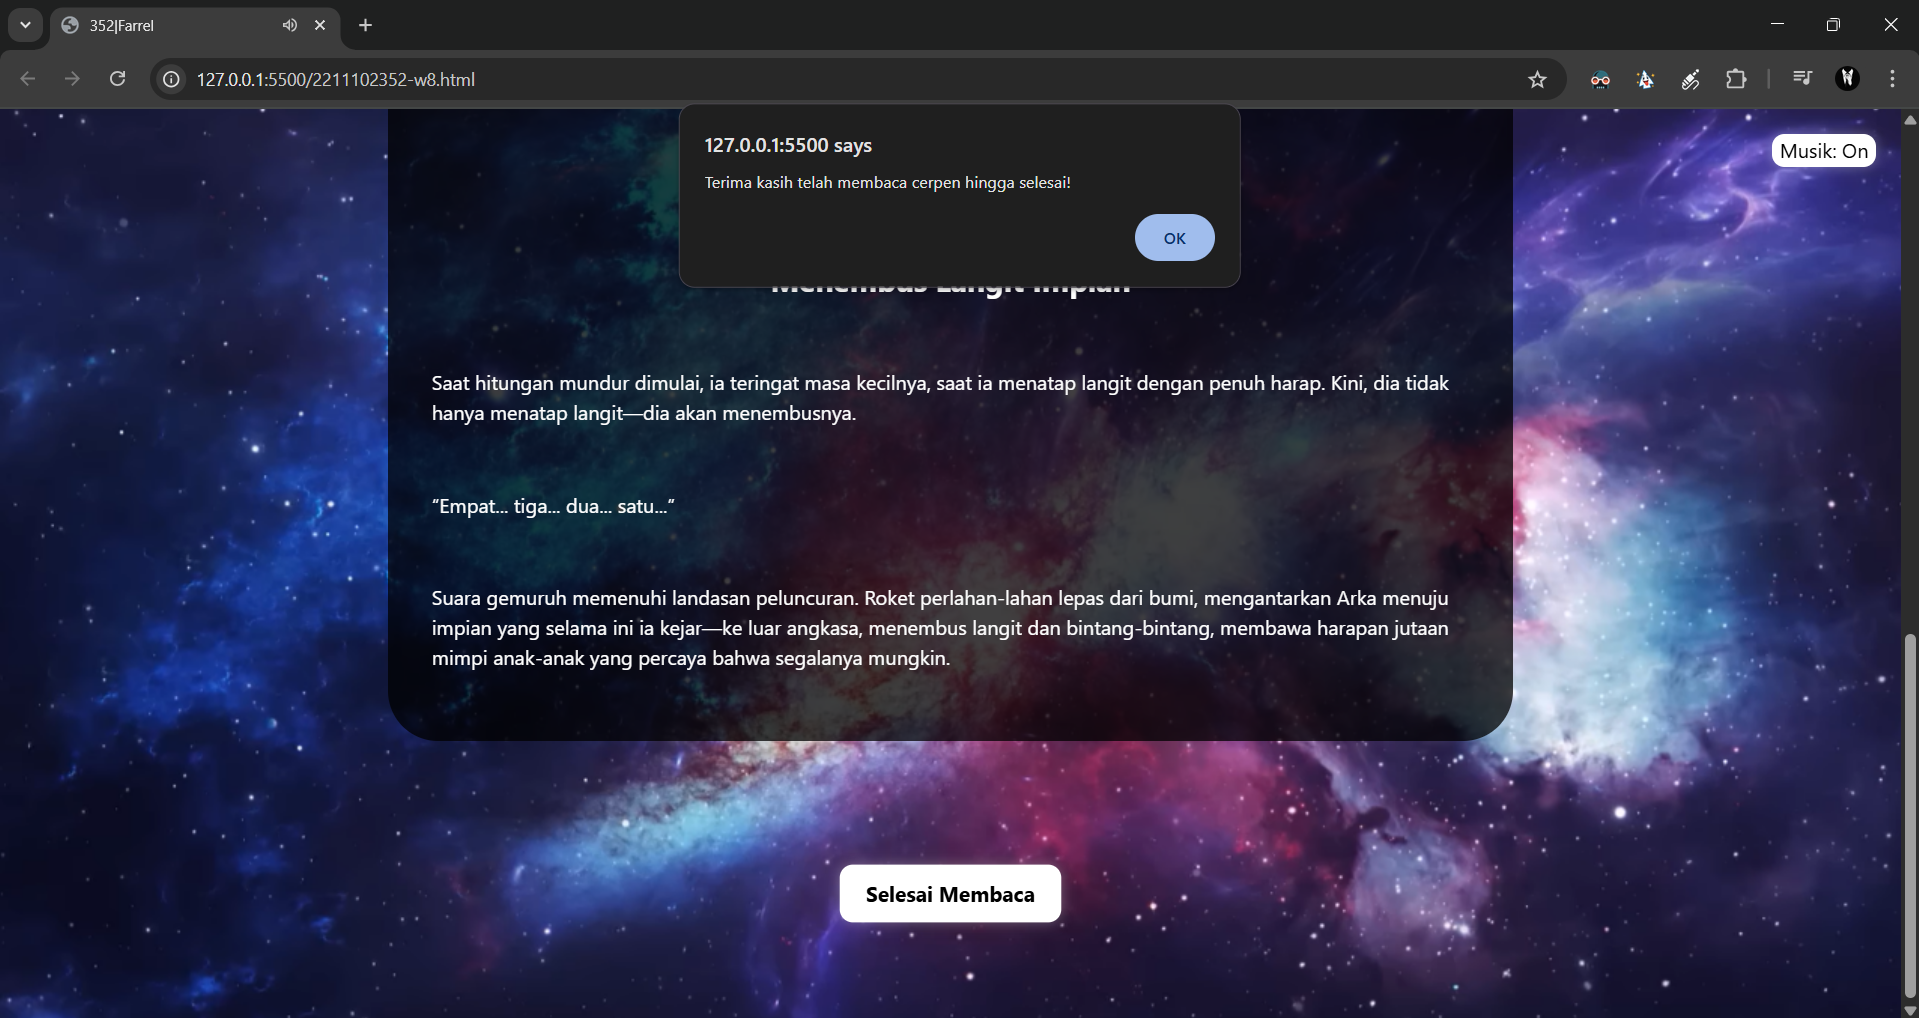 352|Farrel
127.0.0.1:5500/2211102352-w8.html
127.0.0.1:5500 says
Terima kasih telah membaca cerpen hingga selesai!
OK
Musik: On
Menembus Langit Impian
Saat hitungan mundur dimulai, ia teringat masa kecilnya, saat ia menatap langit dengan penuh harap. Kini, dia tidak
hanya menatap langit—dia akan menembusnya.
“Empat... tiga... dua... satu...”
Suara gemuruh memenuhi landasan peluncuran. Roket perlahan-lahan lepas dari bumi, mengantarkan Arka menuju
impian yang selama ini ia kejar—ke luar angkasa, menembus langit dan bintang-bintang, membawa harapan jutaan
mimpi anak-anak yang percaya bahwa segalanya mungkin.
Selesai Membaca